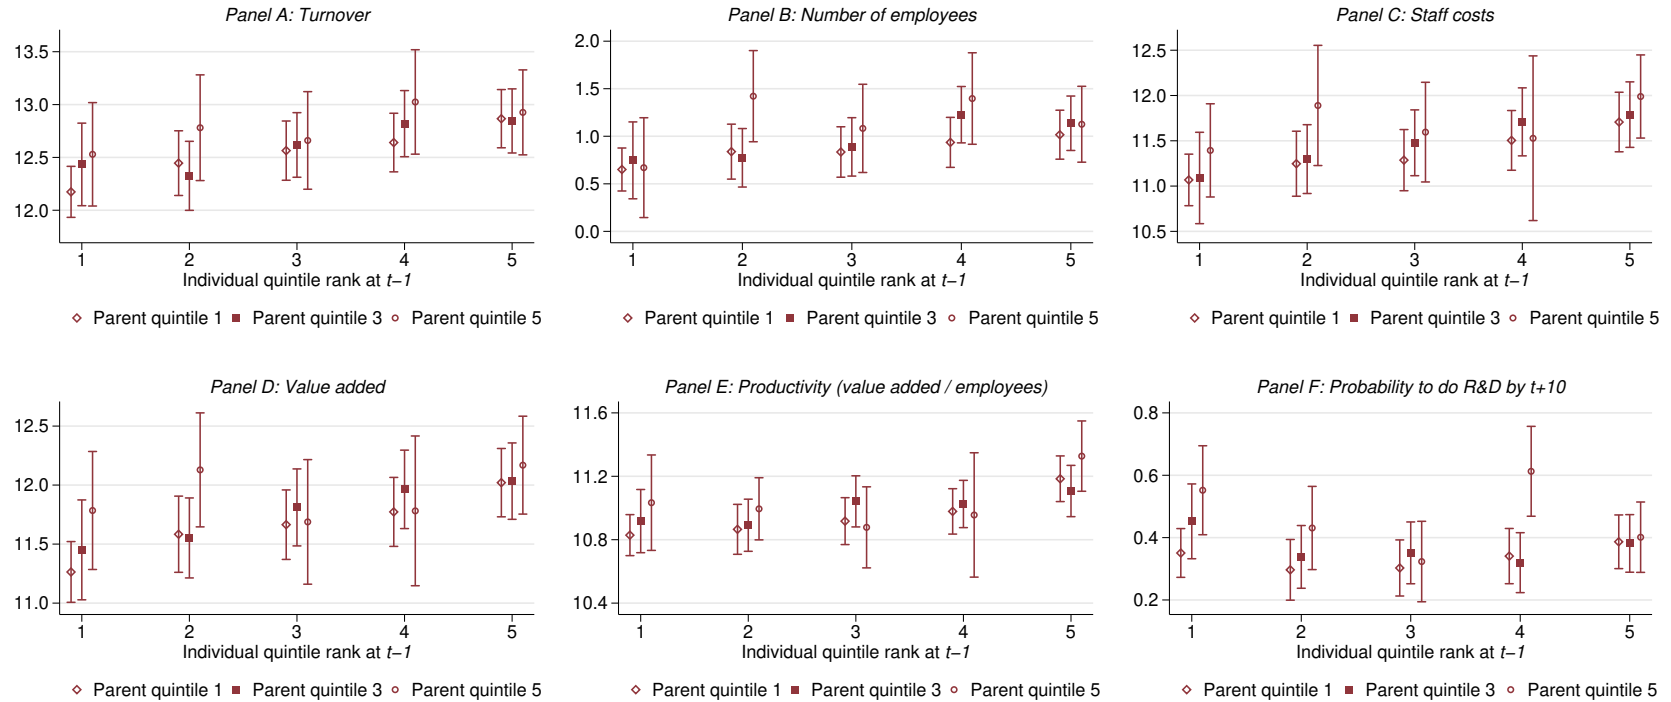 Panel A: Turnover
13.5
13.0
12.5
12.0
1 2 3 4 5
Individual quintile rank at t−1
Parent quintile 1 Parent quintile 3 Parent quintile 5
Panel B: Number of employees
2.0
1.5
1.0
0.5
0.0
1 2 3 4 5
Individual quintile rank at t−1
Parent quintile 1 Parent quintile 3 Parent quintile 5
Panel C: Staff costs
12.5
12.0
11.5
11.0
10.5
1 2 3 4 5
Individual quintile rank at t−1
Parent quintile 1 Parent quintile 3 Parent quintile 5
Panel D: Value added
12.5
12.0
11.5
11.0
1 2 3 4 5
Individual quintile rank at t−1
Parent quintile 1 Parent quintile 3 Parent quintile 5
Panel E: Productivity (value added / employees)
11.6
11.2
10.8
10.4
1 2 3 4 5
Individual quintile rank at t−1
Parent quintile 1 Parent quintile 3 Parent quintile 5
Panel F: Probability to do R&D by t+10
0.8
0.6
0.4
0.2
1 2 3 4 5
Individual quintile rank at t−1
Parent quintile 1 Parent quintile 3 Parent quintile 5